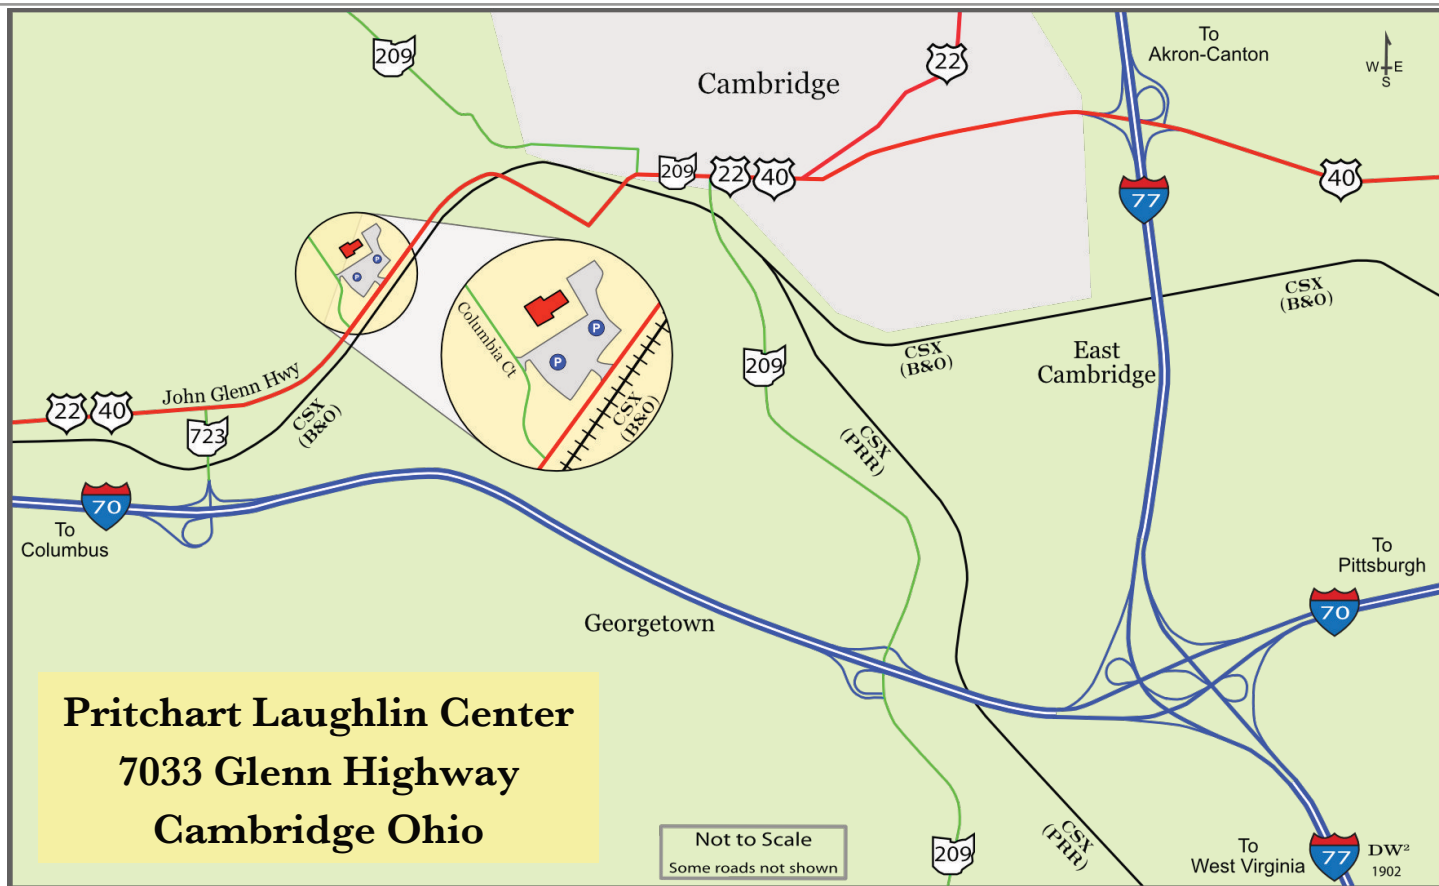 209
Cambridge
22
To
Akron-Canton
W E
S
209
22
40
40
77
CSX
(B&O)
Columbia Ct
P
P
P
P
CSX
(B&O)
CSX
(B&O)
East
Cambridge
209
John Glenn Hwy
22
40
723
CSX
(B&O)
CSX
(PRR)
70
To
Columbus
To
Pittsburgh
70
Georgetown
Pritchart Laughlin Center
7033 Glenn Highway
Cambridge Ohio
Not to Scale
Some roads not shown
209
CSX
(PRR)
To
West Virginia
77
DW²
1902